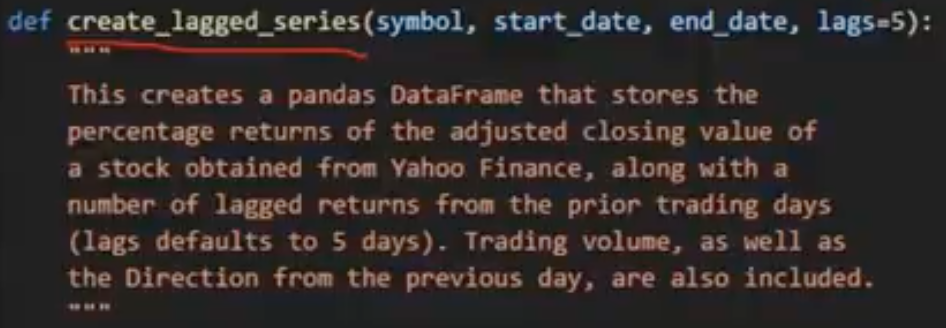 def create_lagged_series(symbol, start_date, end_date, lags=5):
"""
This creates a pandas DataFrame that stores the
percentage returns of the adjusted closing value of
a stock obtained from Yahoo Finance, along with a
number of lagged returns from the prior trading days
(lags defaults to 5 days). Trading volume, as well as
the Direction from the previous day, are also included.
"""